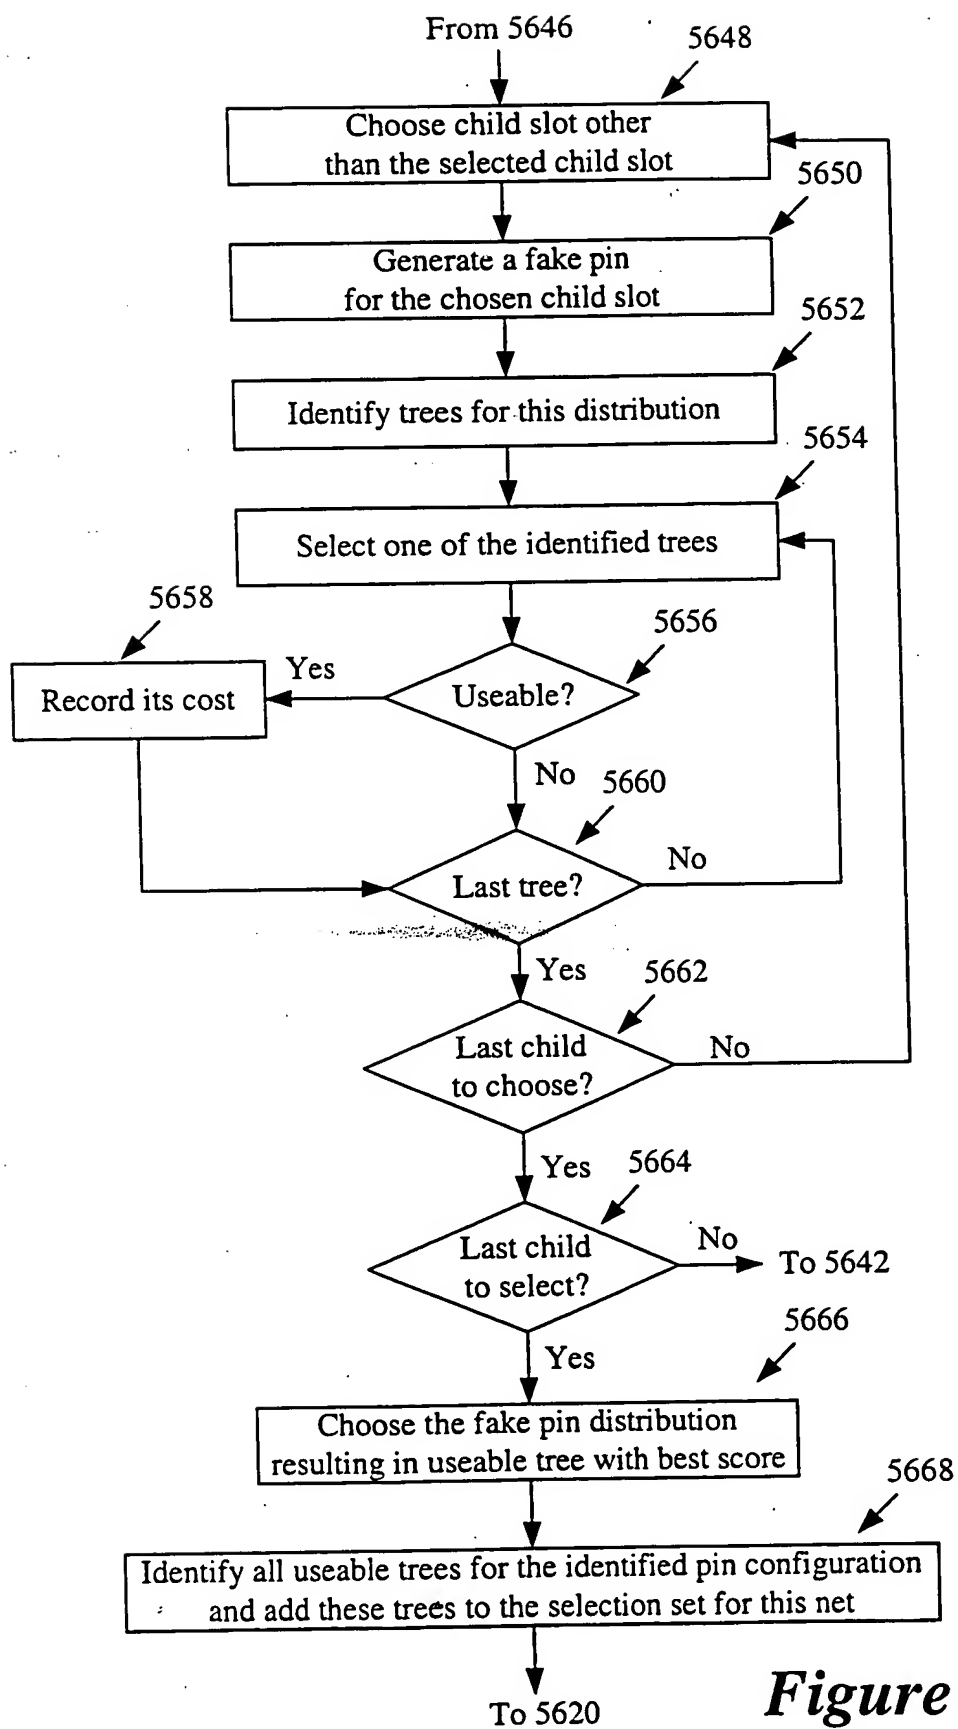 From 5646
5648
Choose child slot other
than the selected child slot
5650
Generate a fake pin
for the chosen child slot
5652
Identify trees for this distribution
5654
Select one of the identified trees
5658
5656
Yes
Record its cost
Useable?
No
5660
No
Last tree?
Yes
5662
Last child
to choose?
No
Yes
5664
Last child
to select?
No
To 5642
5666
Yes
Choose the fake pin distribution
resulting in useable tree with best score
5668
Identify all useable trees for the identified pin configuration
and add these trees to the selection set for this net
To 5620
Figure